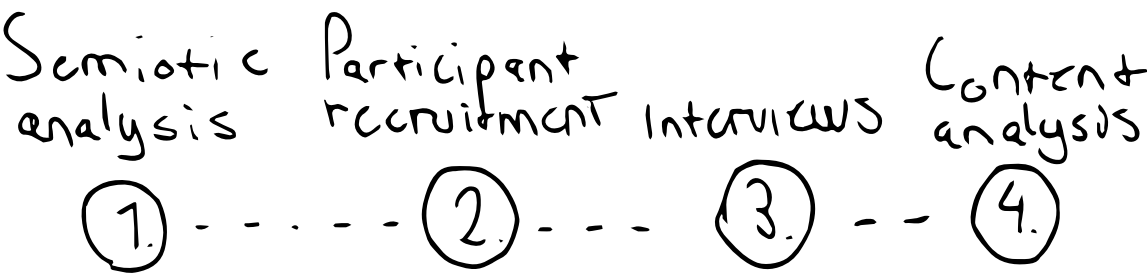 Semiotic
analysis
Participant
recruitment
Interviews
Content
analysis
1. 2. 3. 4.